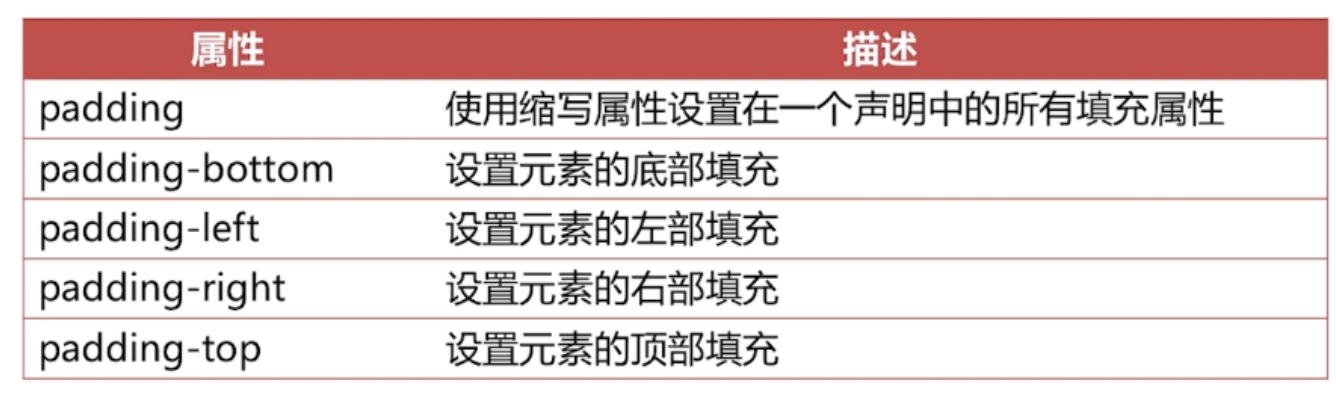 属性 描述
padding 使用缩写属性设置在一个声明中的所有填充属性
padding-bottom 设置元素的底部填充
padding-left 设置元素的左部填充
padding-right 设置元素的右部填充
padding-top 设置元素的顶部填充